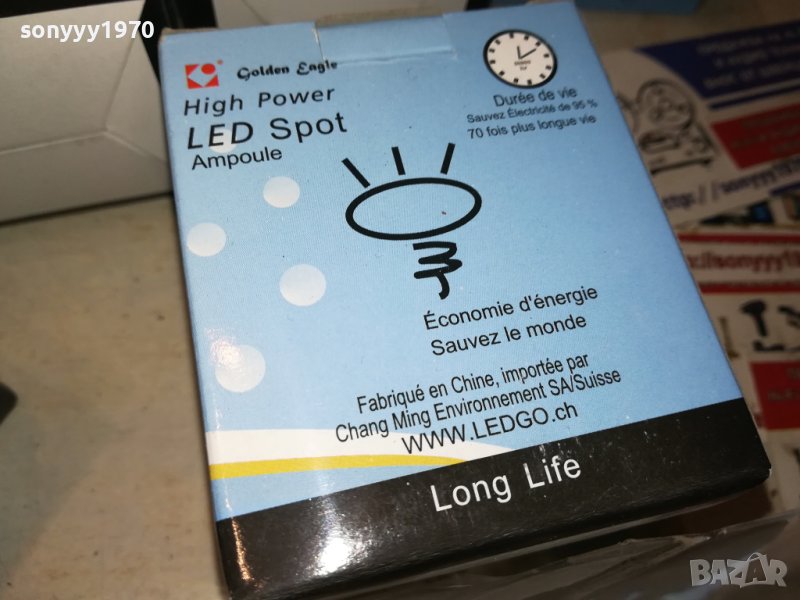 sonyyy1970
Golden Eagle
High Power
LED Spot
Ampoule
Durée de vie
Sauvez Électricité de 95 %
70 fois plus longue vie
Économie d'énergie
Sauvez le monde
Fabriqué en Chine, importée par
Chang Ming Environnement SA/Suisse
WWW.LEDGO.ch
Long Life
BAZAR